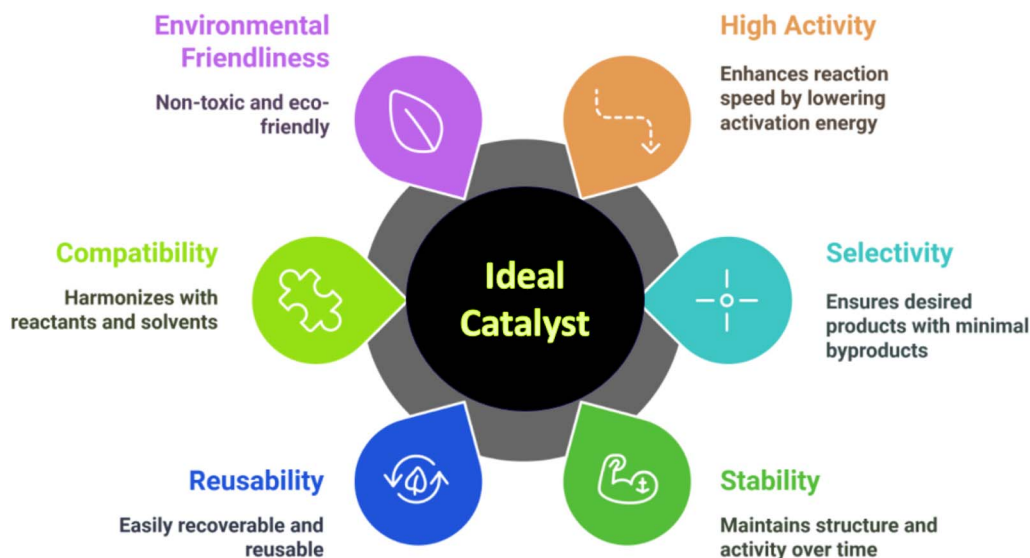 Environmental
Friendliness
Non-toxic and eco-
friendly
High Activity
Enhances reaction
speed by lowering
activation energy
Compatibility
Harmonizes with
reactants and solvents
Ideal
Catalyst
Selectivity
Ensures desired
products with minimal
byproducts
Reusability
Easily recoverable and
reusable
Stability
Maintains structure and
activity over time